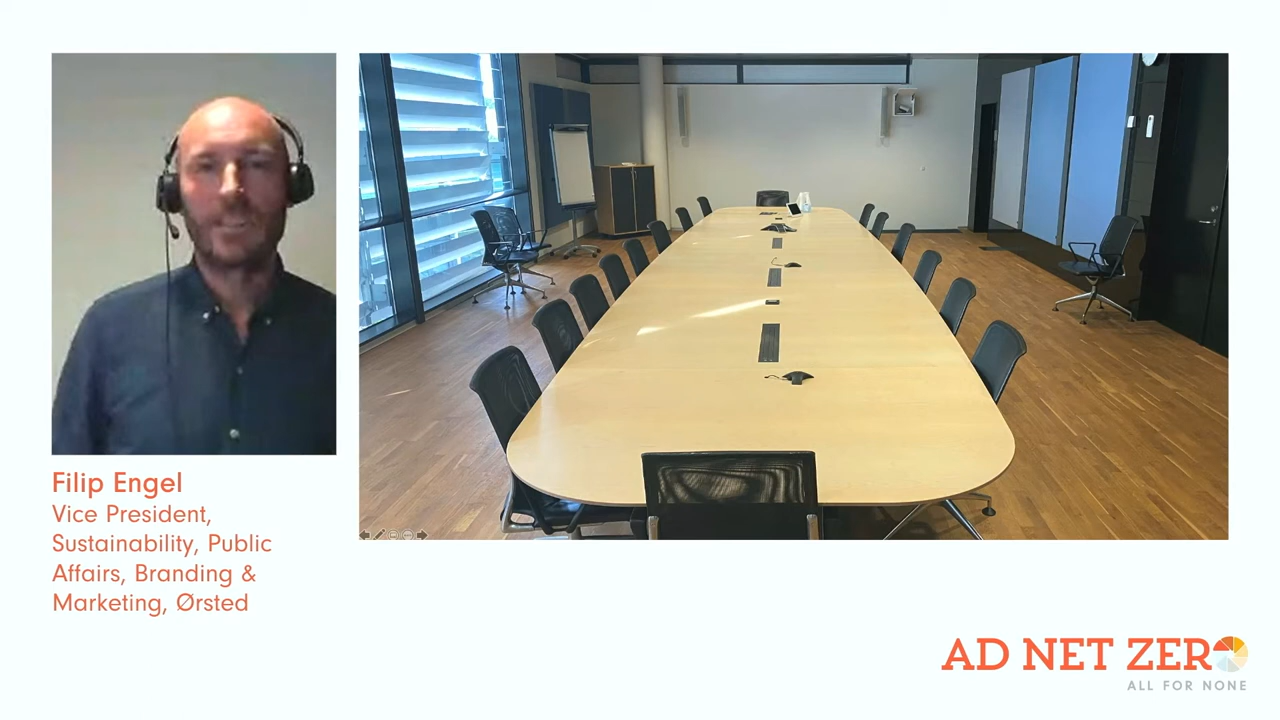 Filip Engel
Vice President,
Sustainability, Public
Affairs, Branding &
Marketing, Ørsted
AD NET ZERO
ALL FOR NONE